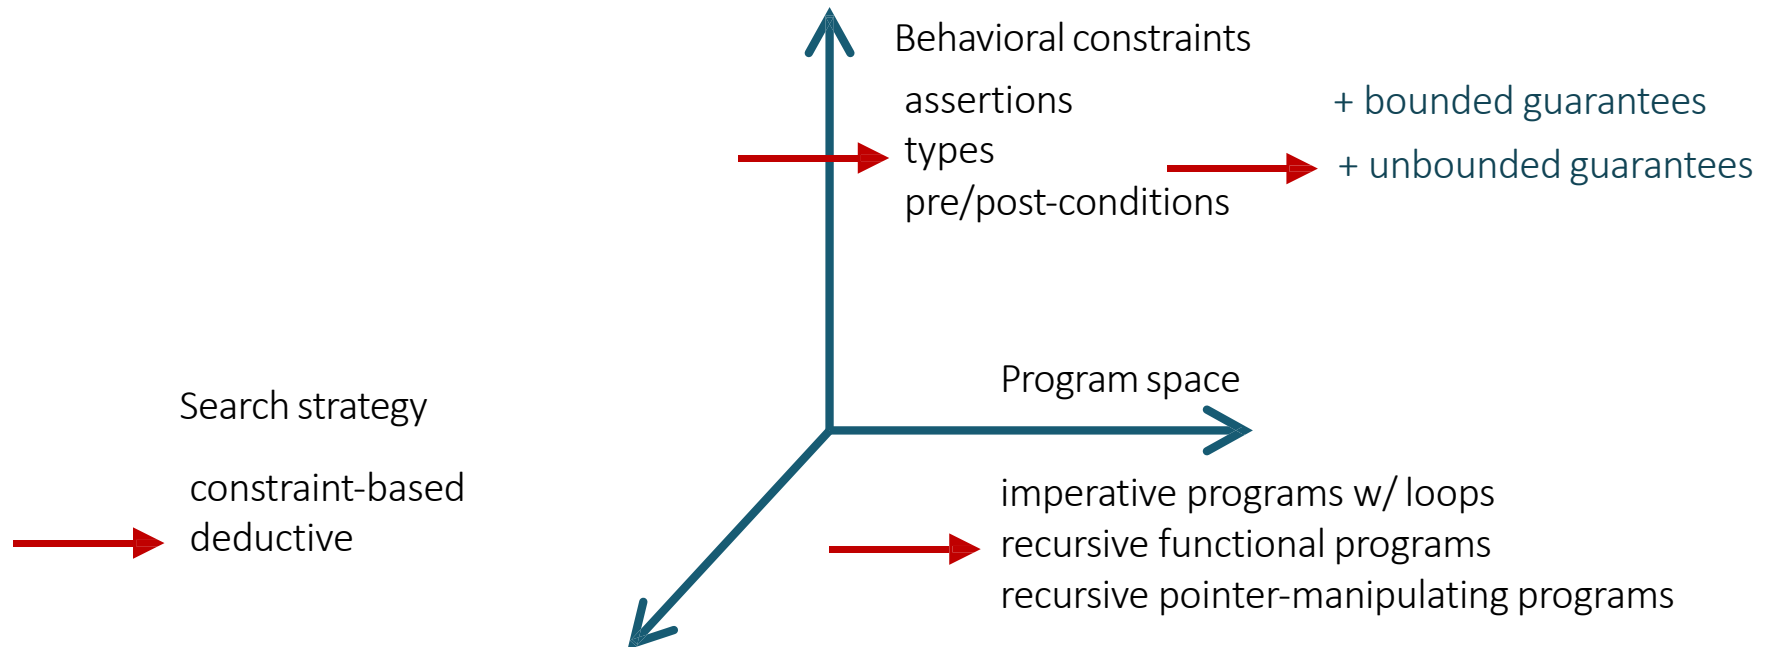 Behavioral constraints
assertions
types
pre/post-conditions
+ bounded guarantees
+ unbounded guarantees
Program space
imperative programs w/ loops
recursive functional programs
recursive pointer-manipulating programs
Search strategy
constraint-based
deductive